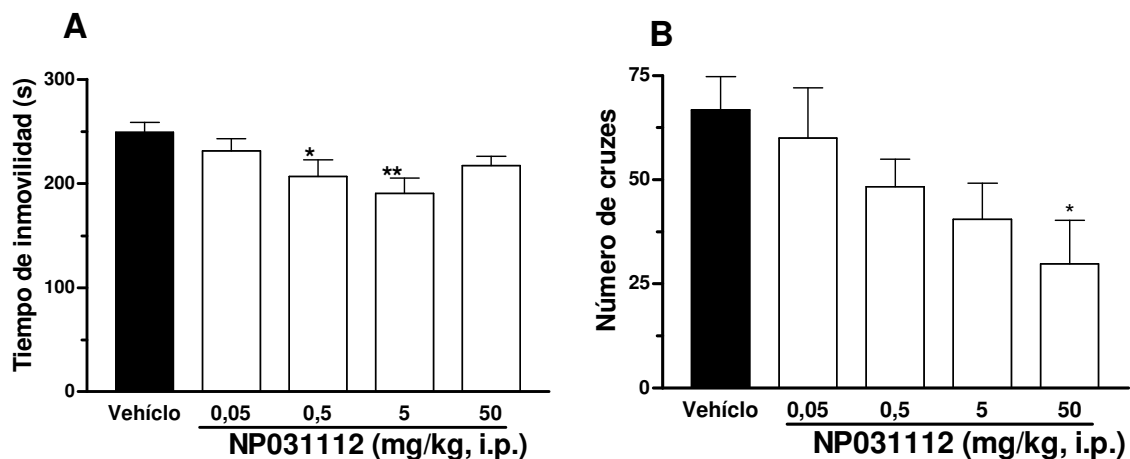 A
Tiempo de inmovilidad (s)
300
200
100
0
*
**
Vehíclo 0,05 0,5 5 50
NP031112 (mg/kg, i.p.)
B
Número de cruzes
75
50
25
0
*
Vehíclo 0,05 0,5 5 50
NP031112 (mg/kg, i.p.)